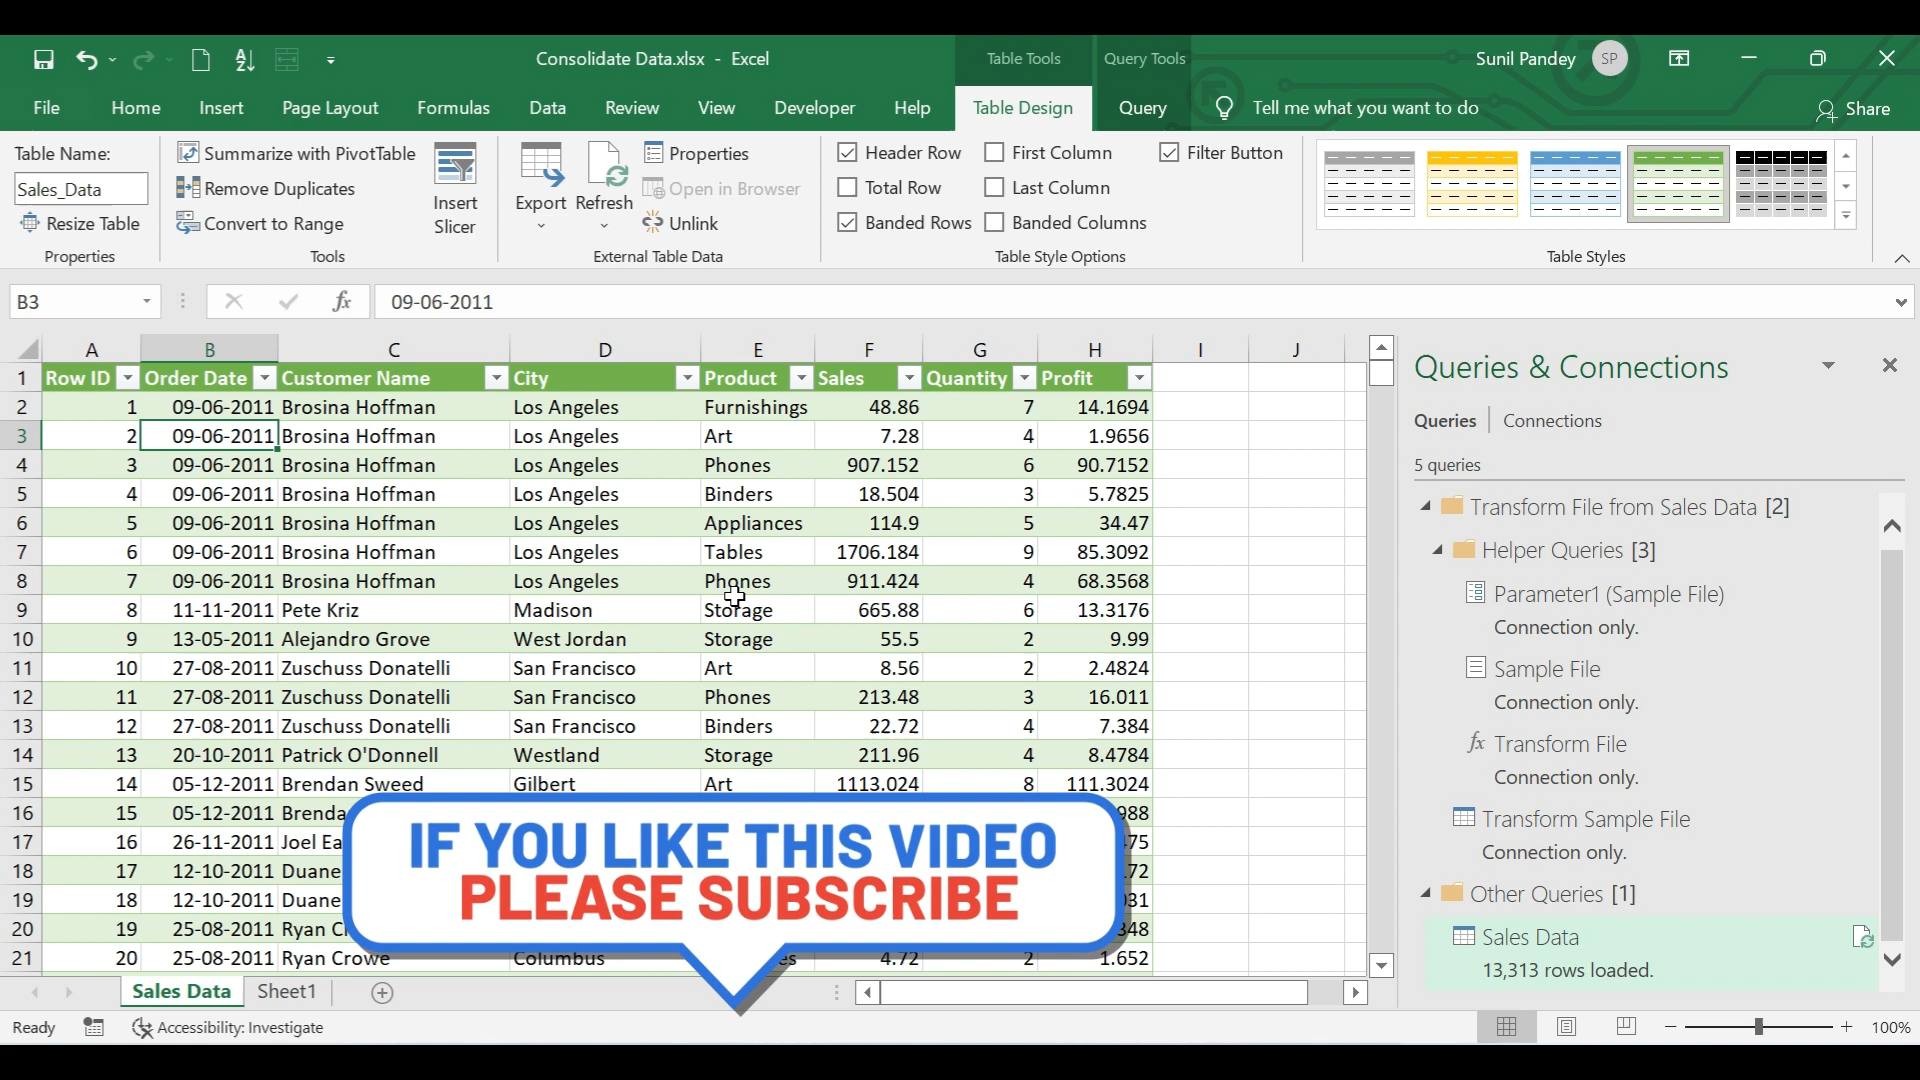 Consolidate Data.xlsx - Excel
Table Tools
Query Tools
Sunil Pandey
SP
File Home Insert Page Layout Formulas Data Review View Developer Help Table Design Query Tell me what you want to do Share
Table Name:
Sales_Data
Resize Table
Properties
Summarize with PivotTable
Remove Duplicates
Convert to Range
Insert
Slicer
Tools
Export
Refresh
Properties
Open in Browser
Unlink
External Table Data
Header Row
First Column
Filter Button
Total Row
Last Column
Banded Rows
Banded Columns
Table Style Options
Table Styles
B3
fx
09-06-2011
A B C D E F G H I J
1 Row ID Order Date Customer Name City Product Sales Quantity Profit
2 1 09-06-2011 Brosina Hoffman Los Angeles Furnishings 48.86 7 14.1694
3 2 09-06-2011 Brosina Hoffman Los Angeles Art 7.28 4 1.9656
4 3 09-06-2011 Brosina Hoffman Los Angeles Phones 907.152 6 90.7152
5 4 09-06-2011 Brosina Hoffman Los Angeles Binders 18.504 3 5.7825
6 5 09-06-2011 Brosina Hoffman Los Angeles Appliances 114.9 5 34.47
7 6 09-06-2011 Brosina Hoffman Los Angeles Tables 1706.184 9 85.3092
8 7 09-06-2011 Brosina Hoffman Los Angeles Phones 911.424 4 68.3568
9 8 11-11-2011 Pete Kriz Madison Storage 665.88 6 13.3176
10 9 13-05-2011 Alejandro Grove West Jordan Storage 55.5 2 9.99
11 10 27-08-2011 Zuschuss Donatelli San Francisco Art 8.56 2 2.4824
12 11 27-08-2011 Zuschuss Donatelli San Francisco Phones 213.48 3 16.011
13 12 27-08-2011 Zuschuss Donatelli San Francisco Binders 22.72 4 7.384
14 13 20-10-2011 Patrick O'Donnell Westland Storage 211.96 4 8.4784
15 14 05-12-2011 Brendan Sweed Gilbert Art 1113.024 8 111.3024
16 15 05-12-2011 Brenda 988
17 16 26-11-2011 Joel Ea 75
18 17 12-10-2011 Duane 72
19 18 12-10-2011 Duane 31
20 19 25-08-2011 Ryan C 348
21 20 25-08-2011 Ryan Crowe Columbus es 4.72 2 1.652
IF YOU LIKE THIS VIDEO
PLEASE SUBSCRIBE
Sales Data Sheet1
Ready
Accessibility: Investigate
100%
Queries & Connections
Queries Connections
5 queries
Transform File from Sales Data [2]
Helper Queries [3]
Parameter1 (Sample File)
Connection only.
Sample File
Connection only.
fx Transform File
Connection only.
Transform Sample File
Connection only.
Other Queries [1]
Sales Data
13,313 rows loaded.